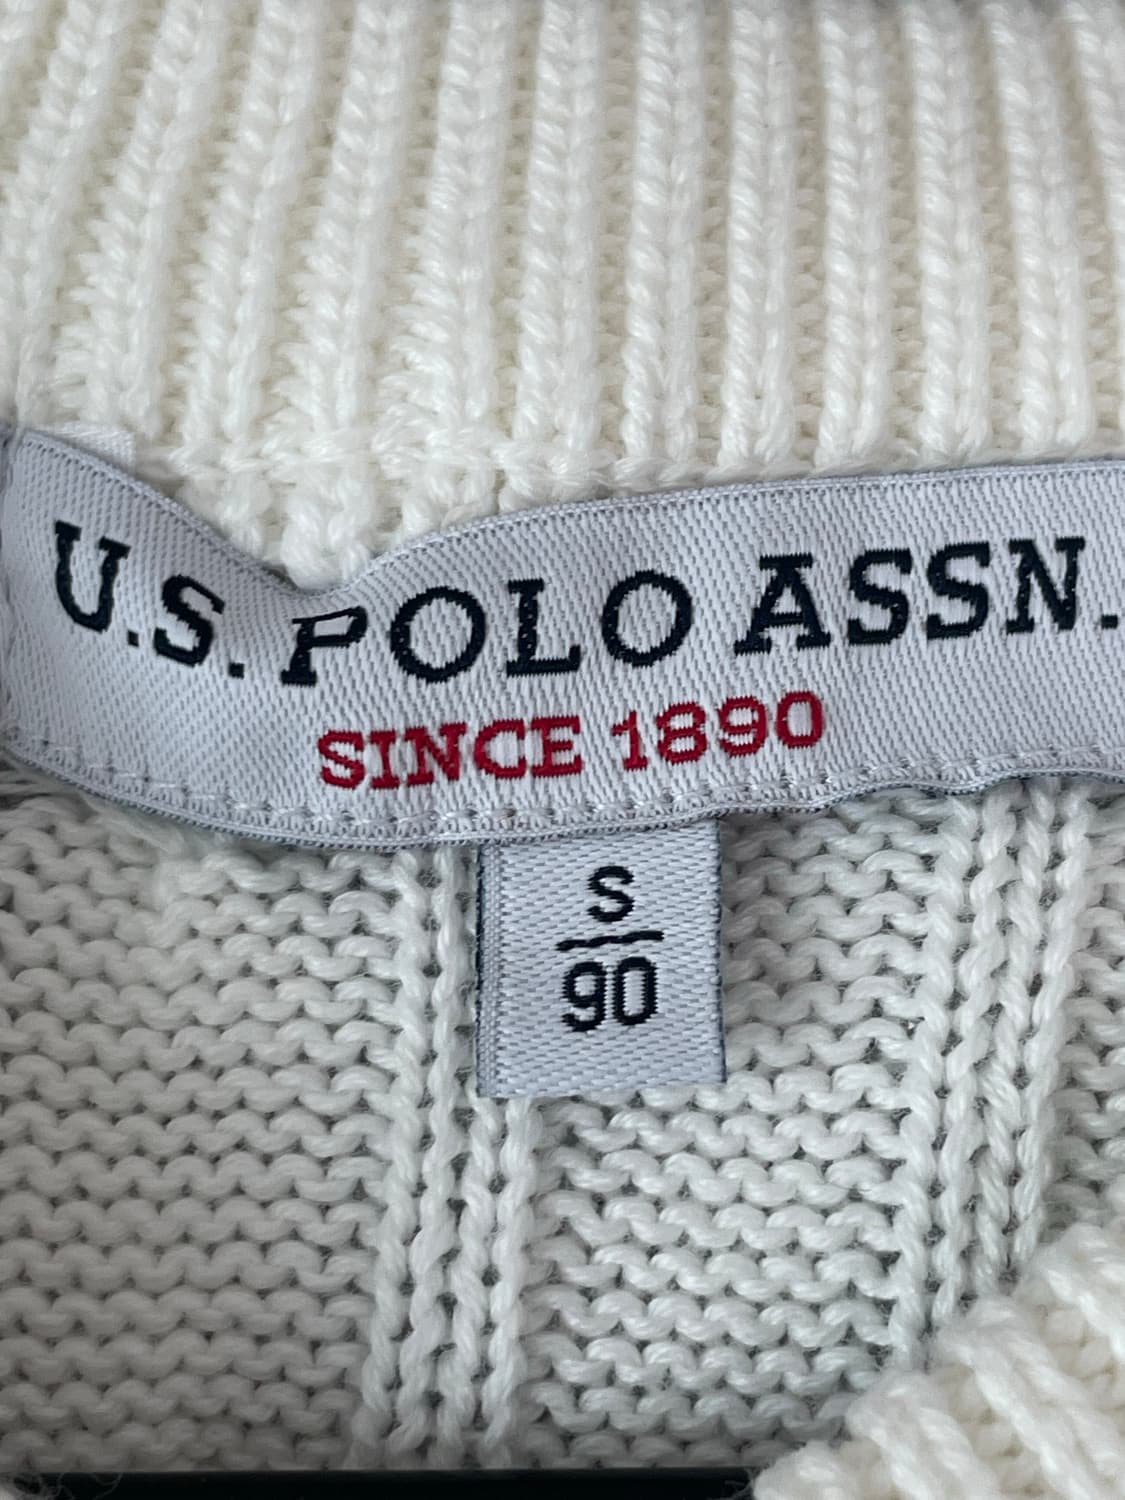 U.S. POLO ASSN.
SINCE 1890
S
90